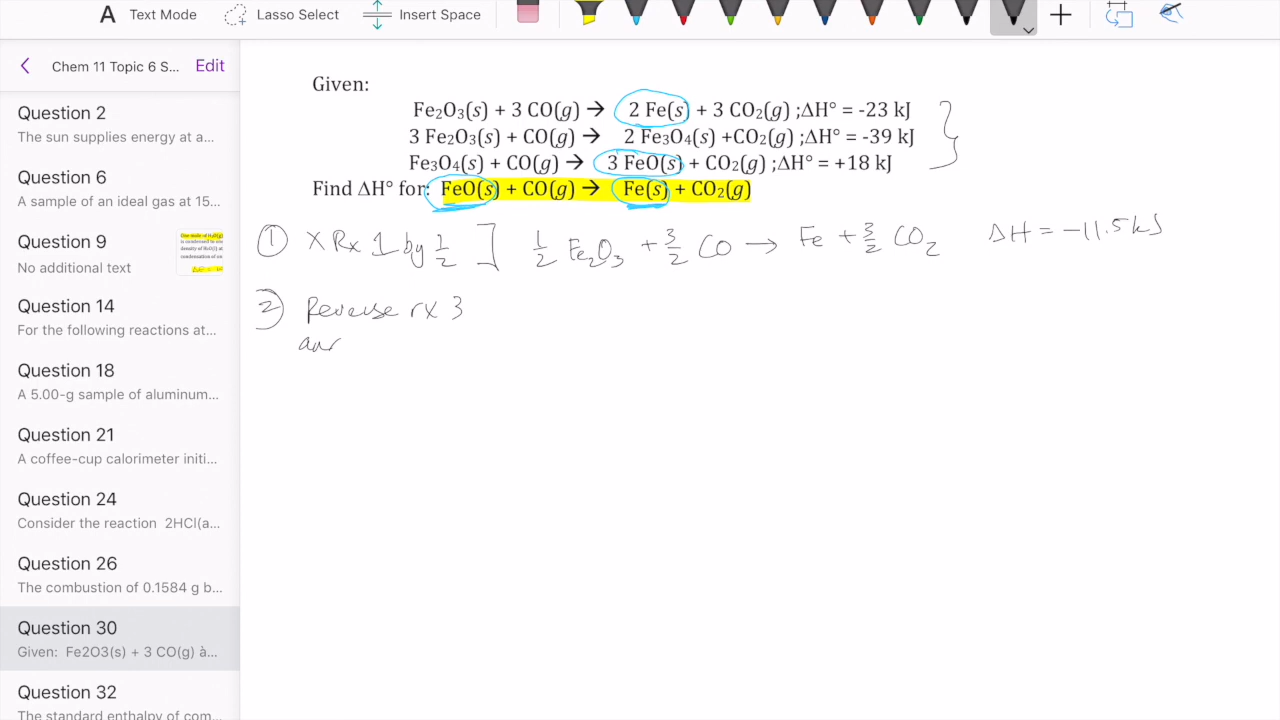 A Text Mode Lasso Select Insert Space
Chem 11 Topic 6 S... Edit
Question 2
The sun supplies energy at a...
Question 6
A sample of an ideal gas at 15...
Question 9
No additional text
Question 14
For the following reactions at...
Question 18
A 5.00-g sample of aluminum...
Question 21
A coffee-cup calorimeter initi...
Question 24
Consider the reaction 2HCl(a...
Question 26
The combustion of 0.1584 g b...
Question 30
Given: Fe2O3(s) + 3 CO(g) à...
Question 32
The standard enthalpy of com...
Given:
Fe₂O₃(s) + 3 CO(g) → 2 Fe(s) + 3 CO₂(g) ;ΔH° = -23 kJ
3 Fe₂O₃(s) + CO(g) → 2 Fe₃O₄(s) +CO₂(g) ;ΔH° = -39 kJ
Fe₃O₄(s) + CO(g) → 3 FeO(s) + CO₂(g) ;ΔH° = +18 kJ
Find ΔH° for: FeO(s) + CO(g) → Fe(s) + CO₂(g)
① X Rx 1 by 1/2 ] 1/2 Fe₂O₃ + 3/2 CO → Fe + 3/2 CO₂ ΔH = -11.5 kJ
② Reverse rx 3